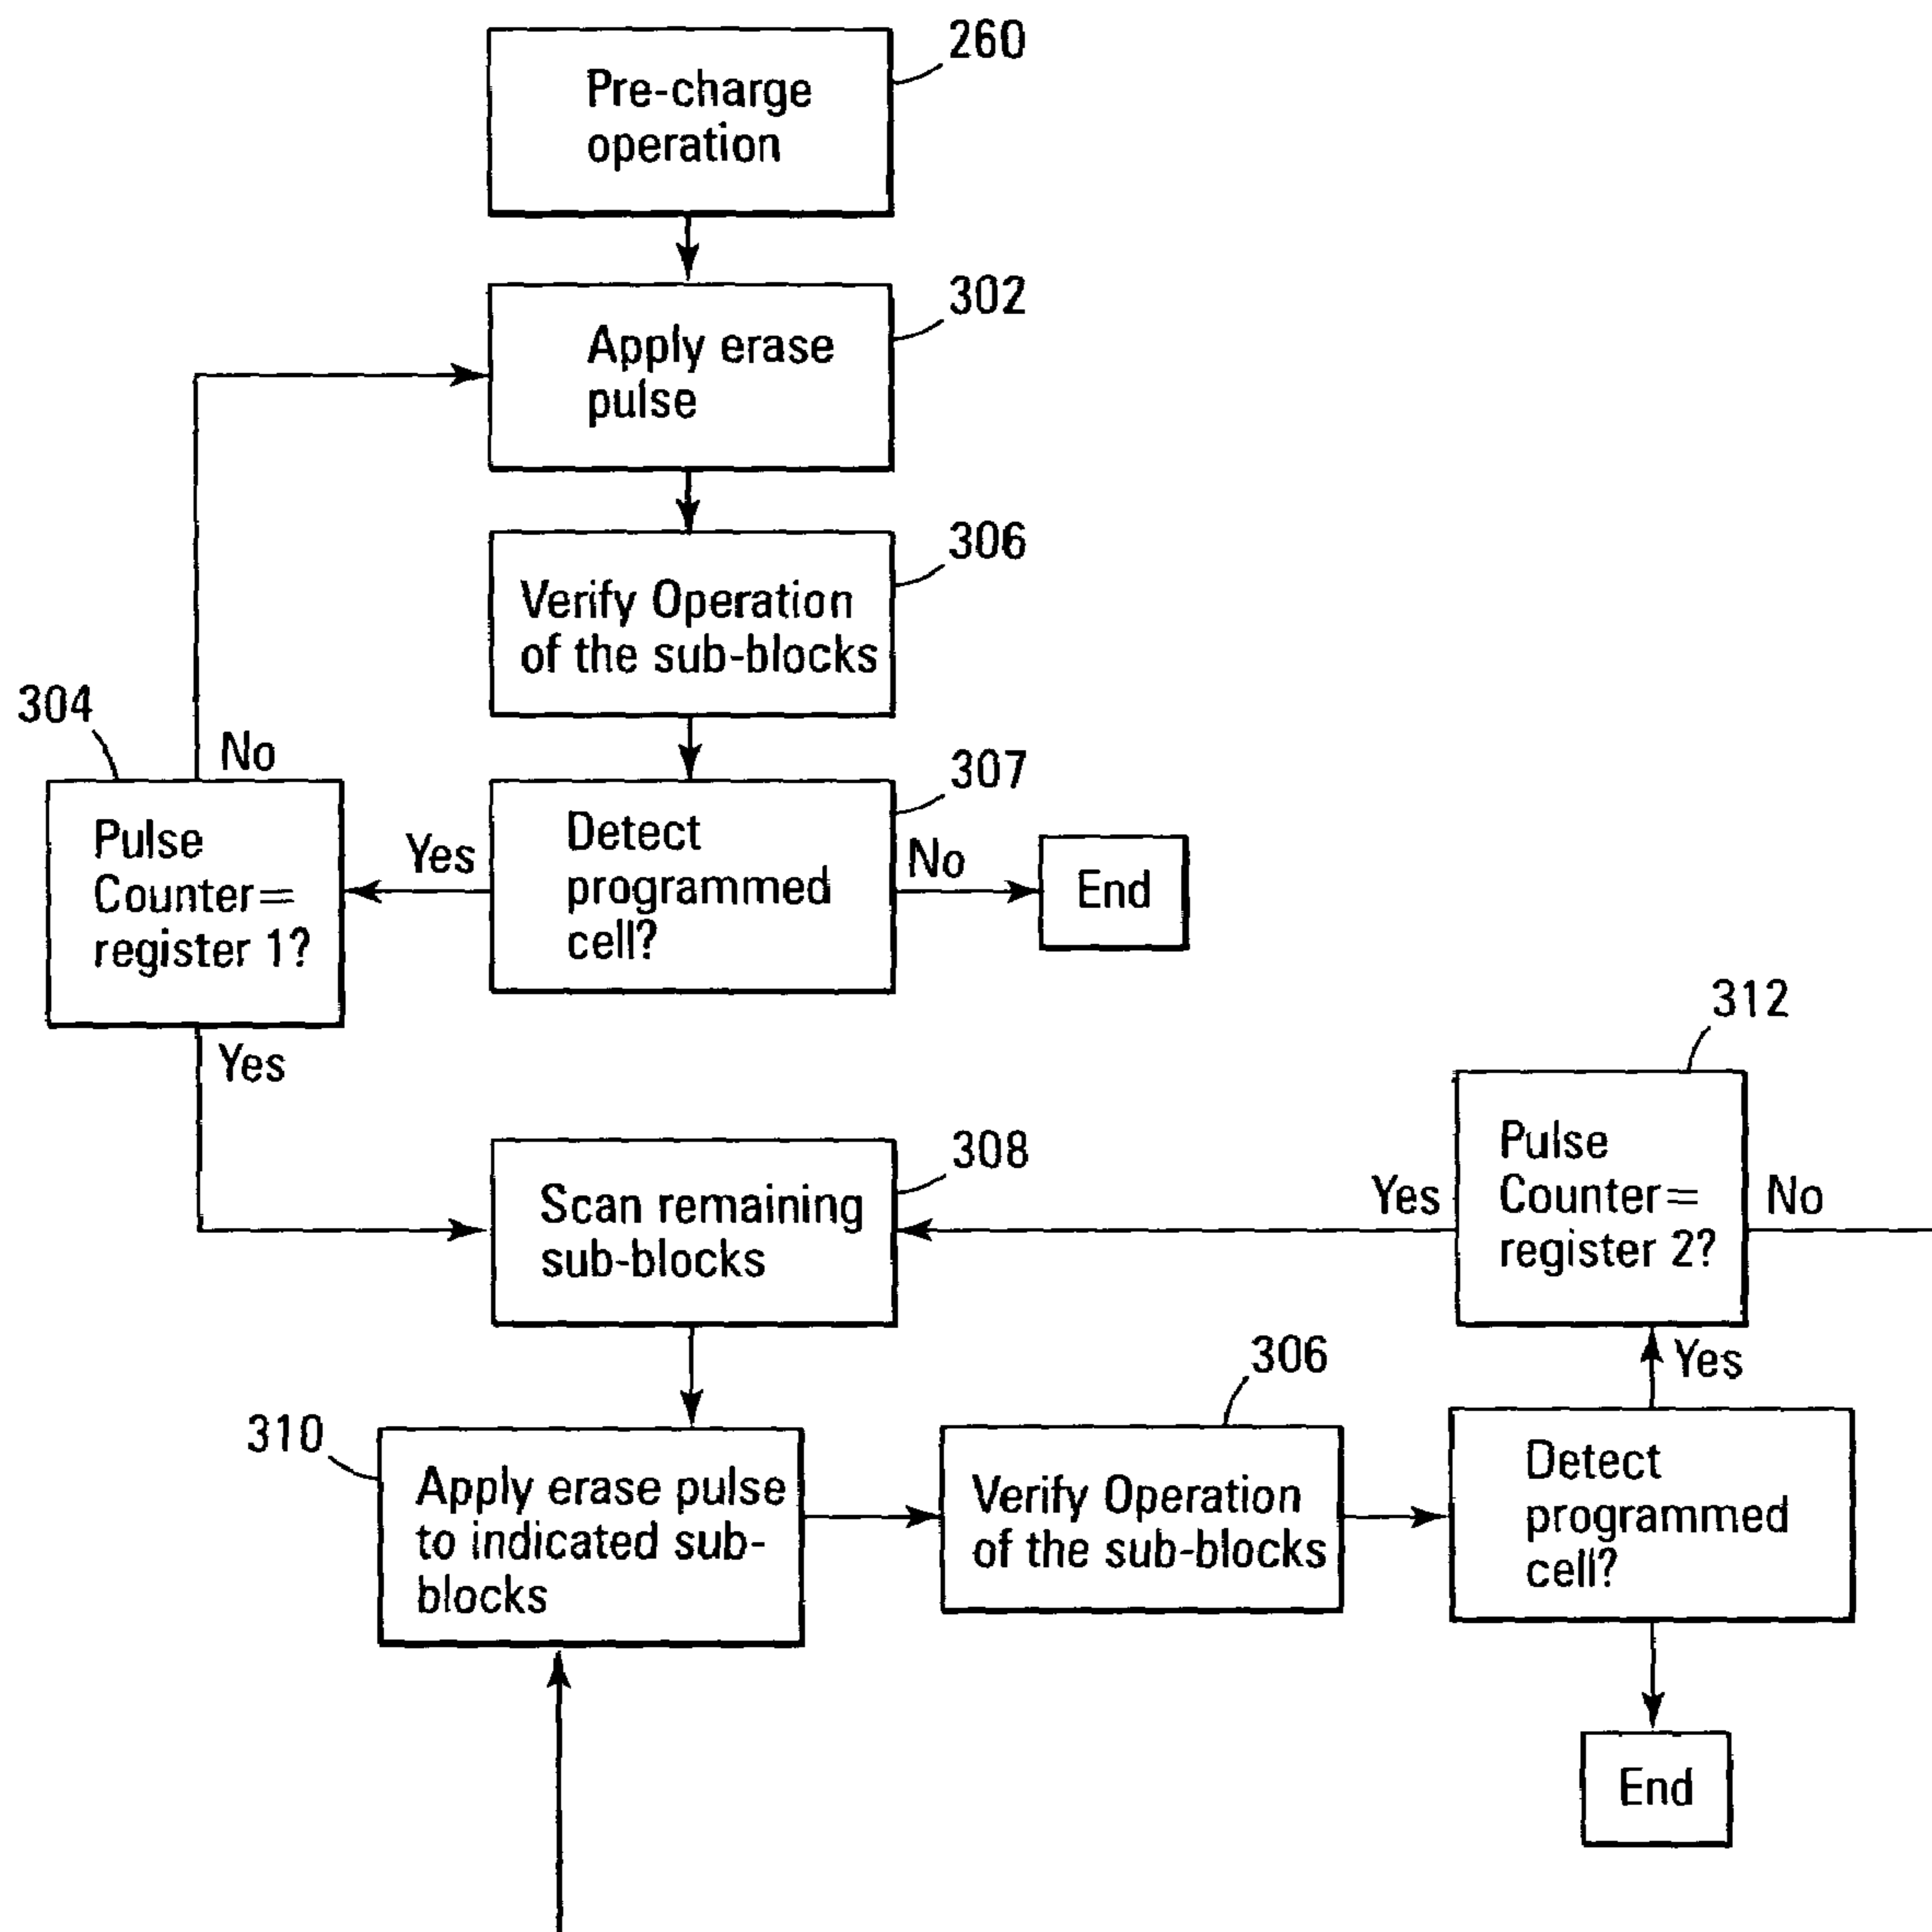 260
Pre-charge
operation
302
Apply erase
pulse
306
Verify Operation
of the sub-blocks
304
No
307
Pulse
Counter=
register 1?
Yes
Detect
programmed
cell?
No
End
Yes
312
308
Scan remaining
sub-blocks
Yes
Pulse
Counter=
register 2?
No
306
Yes
310
Apply erase pulse
to indicated sub-
blocks
Verify Operation
of the sub-blocks
Detect
programmed
cell?
End